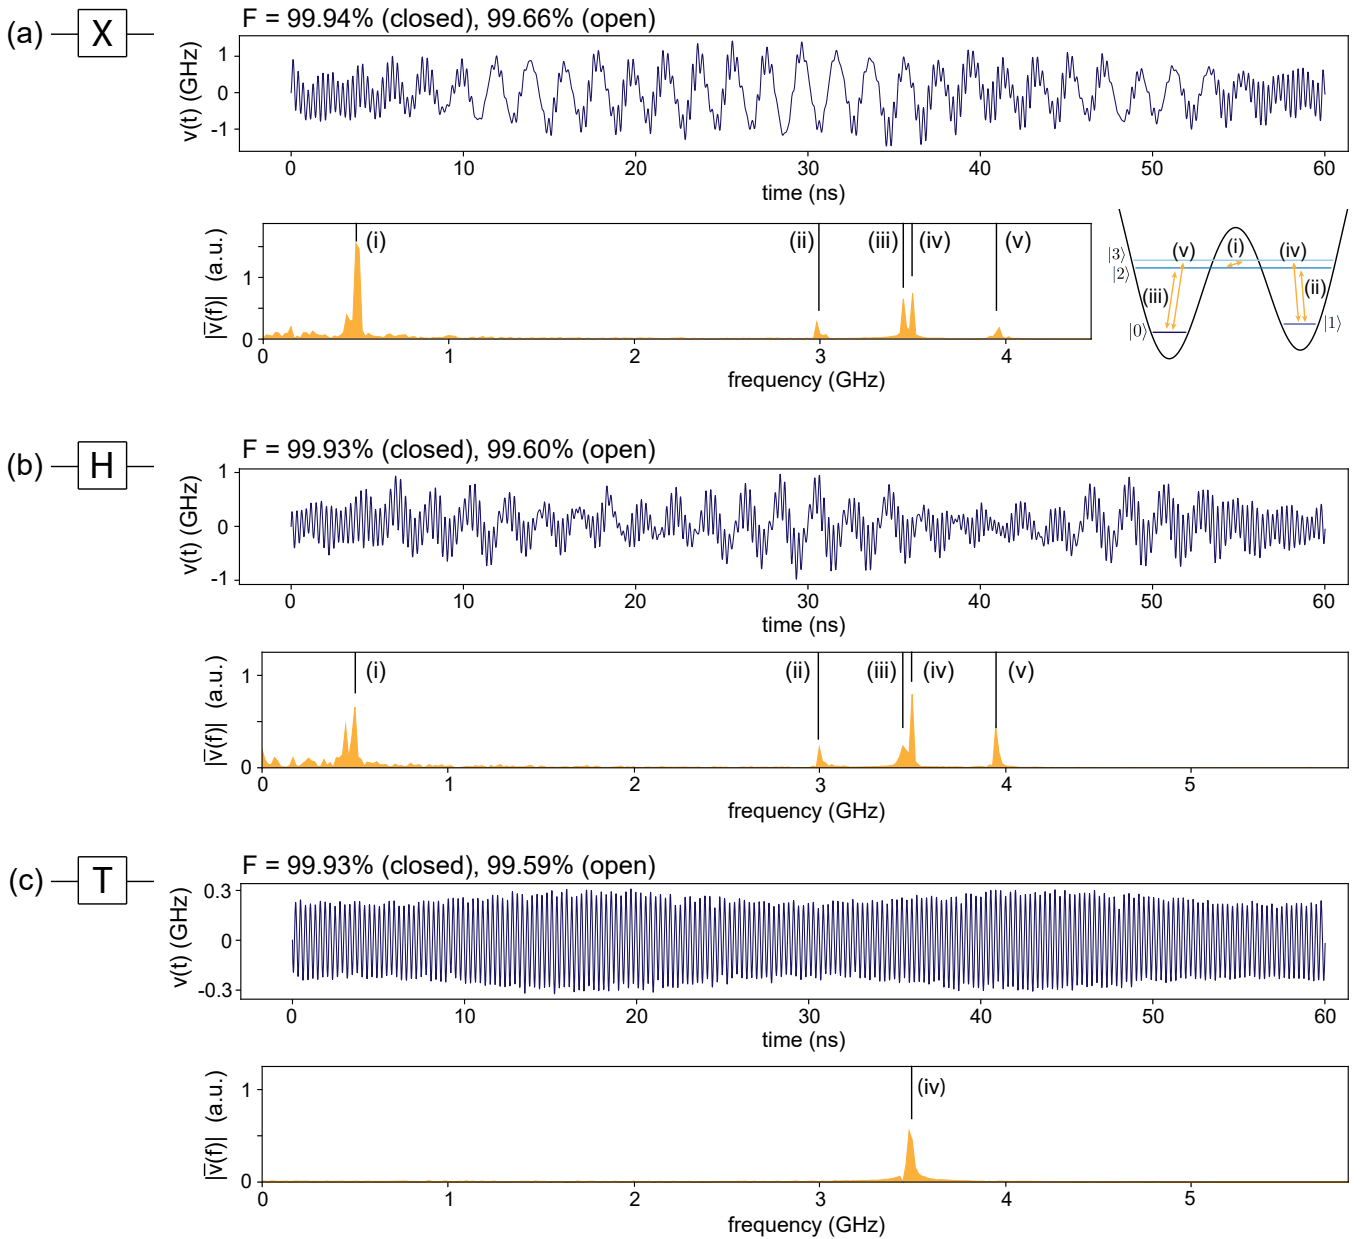 (a) X
F = 99.94% (closed), 99.66% (open)
v(t) (GHz)
1
0
-1
0 10 20 30 40 50 60
time (ns)
|v̅(f)| (a.u.)
1
0
(i) (ii) (iii) (iv) (v)
0 1 2 3 4
frequency (GHz)
|3⟩ (v) (i) (iv)
|2⟩
(iii) (ii)
|0⟩ |1⟩
(b) H
F = 99.93% (closed), 99.60% (open)
v(t) (GHz)
1
0
-1
0 10 20 30 40 50 60
time (ns)
|v̅(f)| (a.u.)
1
0
(i) (ii) (iii) (iv) (v)
0 1 2 3 4 5
frequency (GHz)
(c) T
F = 99.93% (closed), 99.59% (open)
v(t) (GHz)
0.3
0
-0.3
0 10 20 30 40 50 60
time (ns)
|v̅(f)| (a.u.)
1
0
(iv)
0 1 2 3 4 5
frequency (GHz)